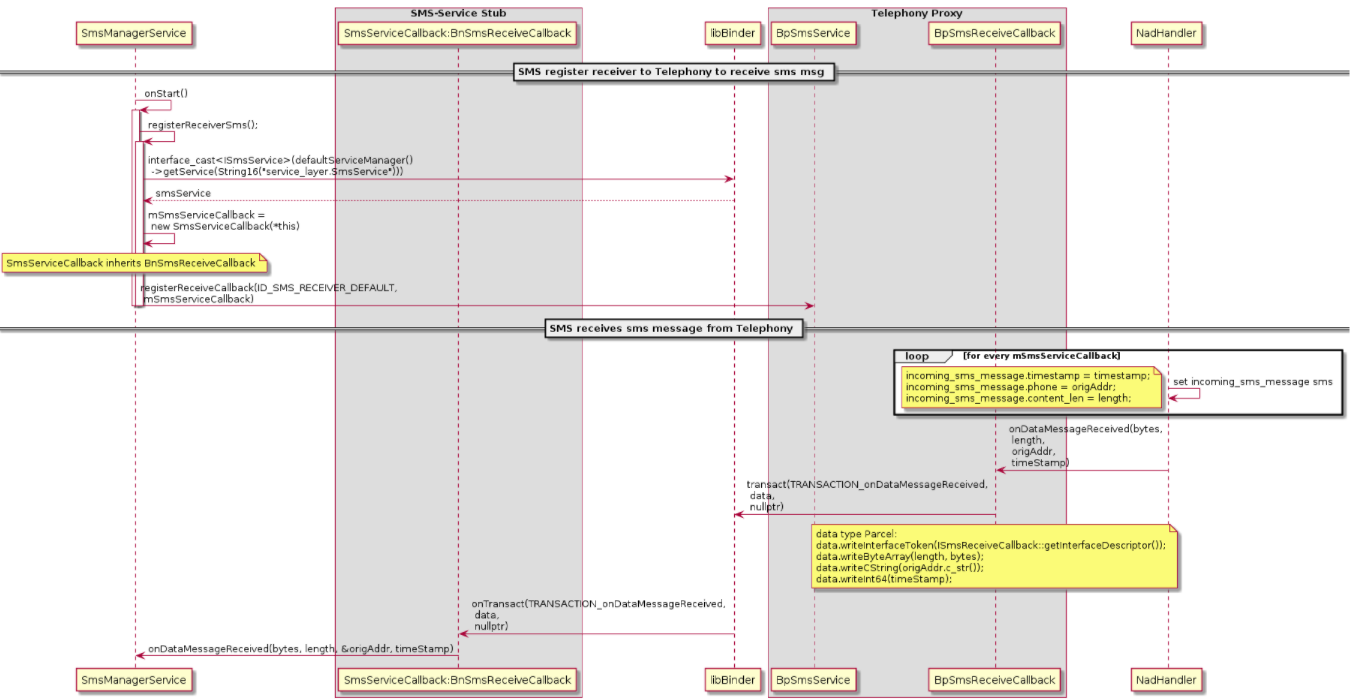 SMS-Service Stub
Telephony Proxy
SmsManagerService
SmsServiceCallback:BnSmsReceiveCallback
libBinder
BpSmsService
BpSmsReceiveCallback
NadHandler
SMS register receiver to Telephony to receive sms msg
onStart()
registerReceiverSms();
interface_cast<ISmsService>(defaultServiceManager()
->getService(String16("service_layer.SmsService")))
smsService
mSmsServiceCallback =
new SmsServiceCallback(*this)
SmsServiceCallback inherits BnSmsReceiveCallback
registerReceiveCallback(ID_SMS_RECEIVER_DEFAULT,
mSmsServiceCallback)
SMS receives sms message from Telephony
loop
[for every mSmsServiceCallback]
incoming_sms_message.timestamp = timestamp;
incoming_sms_message.phone = origAddr;
incoming_sms_message.content_len = length;
set incoming_sms_message sms
onDataMessageReceived(bytes,
length,
origAddr,
timeStamp)
transact(TRANSACTION_onDataMessageReceived,
data,
nullptr)
data type Parcel:
data.writeInterfaceToken(ISmsReceiveCallback::getInterfaceDescriptor());
data.writeByteArray(length, bytes);
data.writeCString(origAddr.c_str());
data.writeInt64(timeStamp);
onTransact(TRANSACTION_onDataMessageReceived,
data,
nullptr)
onDataMessageReceived(bytes, length, &origAddr, timeStamp)
SmsManagerService
SmsServiceCallback:BnSmsReceiveCallback
libBinder
BpSmsService
BpSmsReceiveCallback
NadHandler